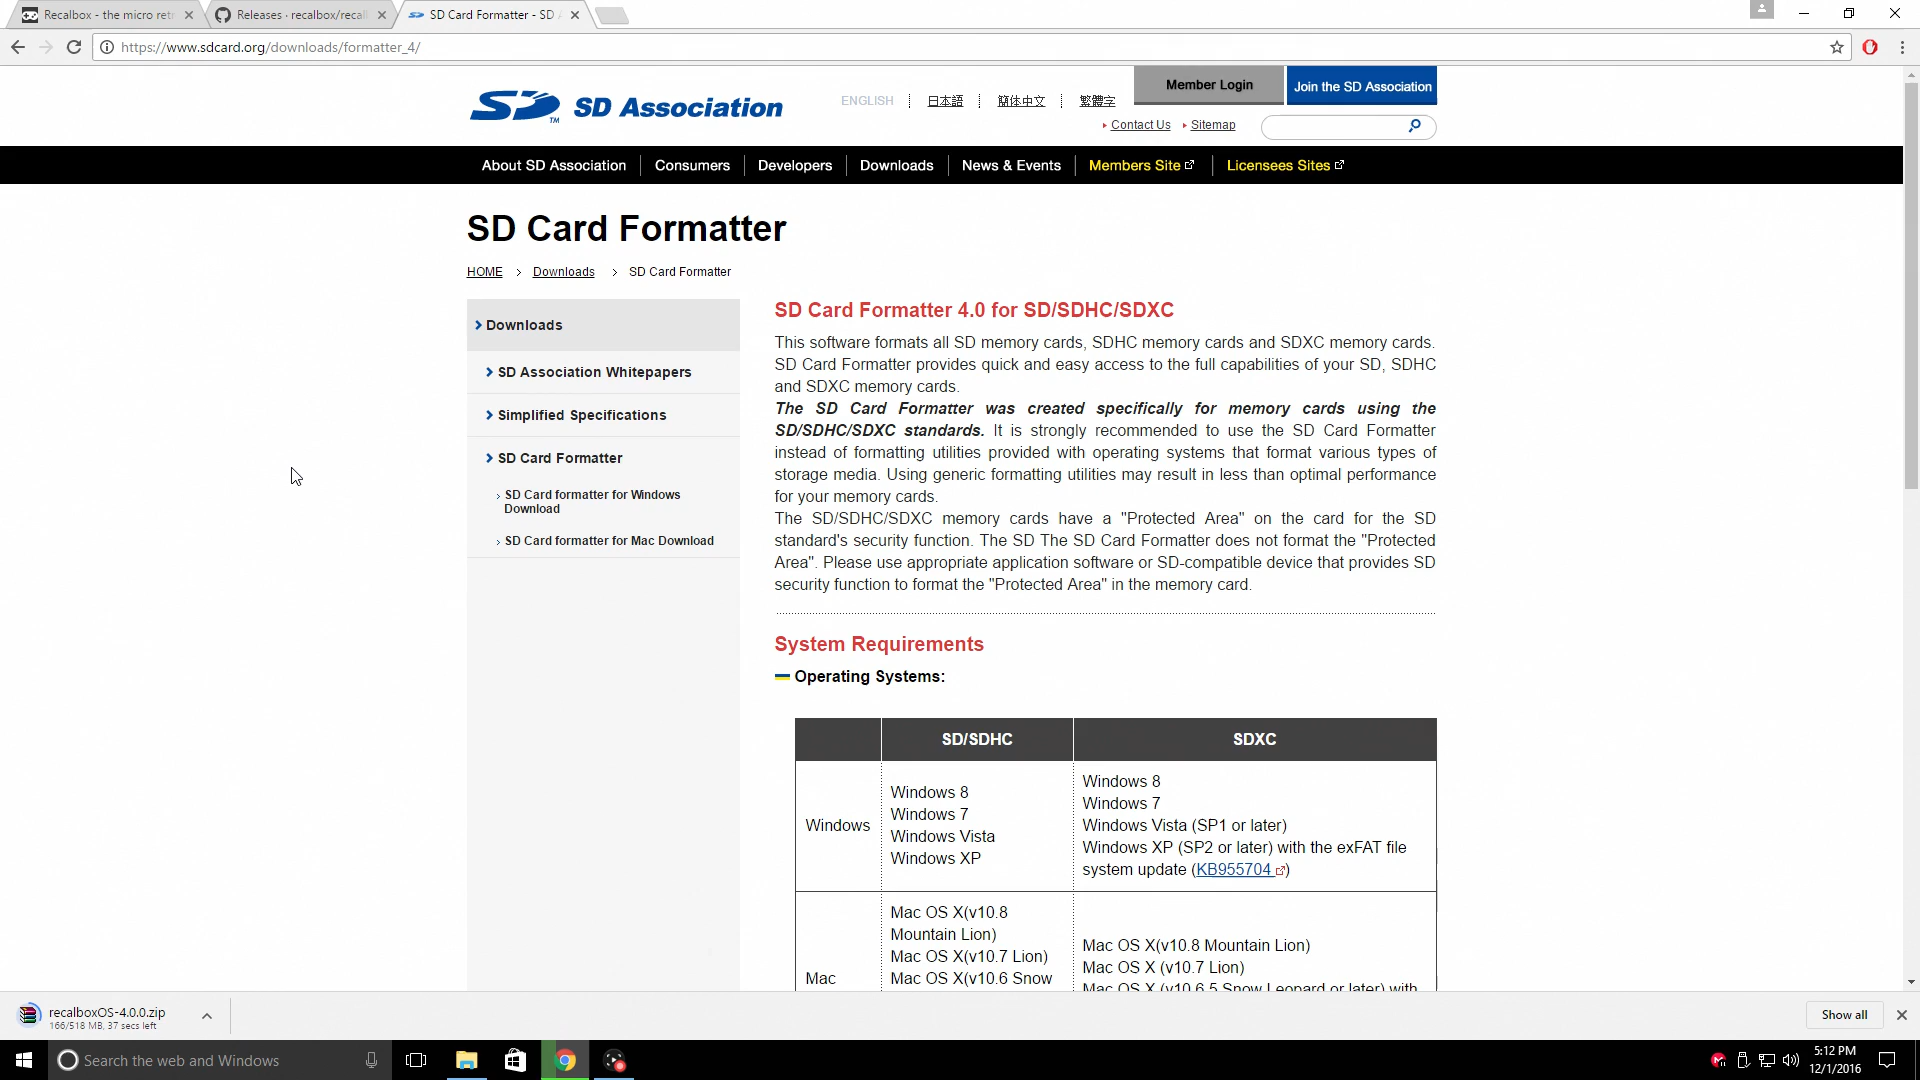 Recalbox - the micro ret
Releases · recalbox/recal
SD Card Formatter - SD A
https://www.sdcard.org/downloads/formatter_4/
SD TM SD Association
ENGLISH
日本語
簡体中文
繁體字
Member Login
Join the SD Association
Contact Us
Sitemap
About SD Association
Consumers
Developers
Downloads
News & Events
Members Site
Licensees Sites
SD Card Formatter
HOME > Downloads > SD Card Formatter
Downloads
SD Association Whitepapers
Simplified Specifications
SD Card Formatter
SD Card formatter for Windows
Download
SD Card formatter for Mac Download
SD Card Formatter 4.0 for SD/SDHC/SDXC
This software formats all SD memory cards, SDHC memory cards and SDXC memory cards.
SD Card Formatter provides quick and easy access to the full capabilities of your SD, SDHC
and SDXC memory cards.
The SD Card Formatter was created specifically for memory cards using the
SD/SDHC/SDXC standards. It is strongly recommended to use the SD Card Formatter
instead of formatting utilities provided with operating systems that format various types of
storage media. Using generic formatting utilities may result in less than optimal performance
for your memory cards.
The SD/SDHC/SDXC memory cards have a "Protected Area" on the card for the SD
standard's security function. The SD The SD Card Formatter does not format the "Protected
Area". Please use appropriate application software or SD-compatible device that provides SD
security function to format the "Protected Area" in the memory card.
System Requirements
Operating Systems:
SD/SDHC
SDXC
Windows
Windows 8
Windows 7
Windows Vista
Windows XP
Windows 8
Windows 7
Windows Vista (SP1 or later)
Windows XP (SP2 or later) with the exFAT file
system update (KB955704)
Mac
Mac OS X(v10.8
Mountain Lion)
Mac OS X(v10.7 Lion)
Mac OS X(v10.6 Snow
Mac OS X(v10.8 Mountain Lion)
Mac OS X (v10.7 Lion)
Mac OS X (v10.6.5 Snow Leopard or later) with
recalboxOS-4.0.0.zip
166/518 MB, 37 secs left
Show all
Search the web and Windows
5:12 PM
12/1/2016